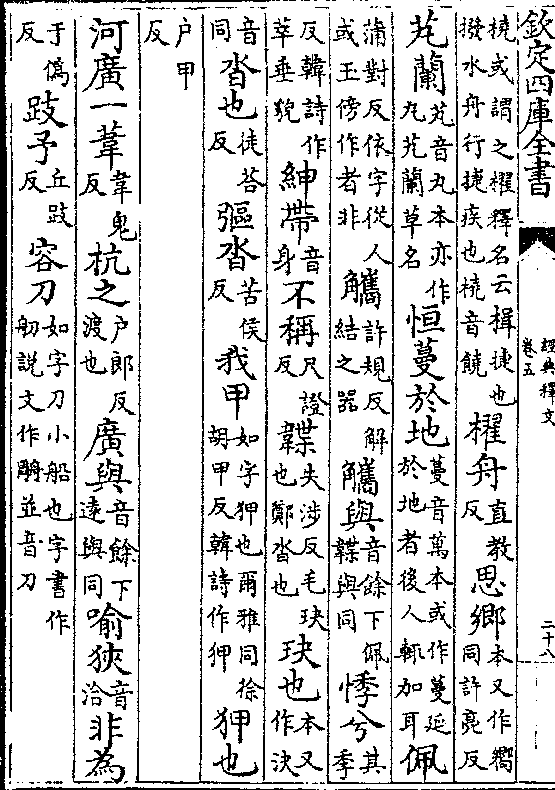 欽定四庫全書
經典釋文
卷五
二十八
橈或謂之櫂釋名云楫捷也撥水舟行捷疾也橈音饒櫂舟直教反思鄉本又作嚮同許亮反
芄蘭芄音丸本亦作丸芄蘭草名恒蔓於地蔓音萬本或作蔓延於地者後人輒加耳佩
蒲對反依字從人或玉傍作者非觿許規反解結之器觿與音餘下佩韘與同悸兮其季
反韓詩作萃垂貌紳帶音身不稱尺證反韘失涉反毛玦也鄭沓也玦也本又作決
音同沓也徒荅反彄沓苦侯反我甲如字狎也爾雅同徐胡甲反韓詩作狎狎也
户甲反
河廣一葦韋鬼反杭之户郎反渡也廣與音餘下遠與同喻狹音洽非為
于偽反跂予丘跂反容刀如字刀小船也字書作舠說文作𦩍並音刀